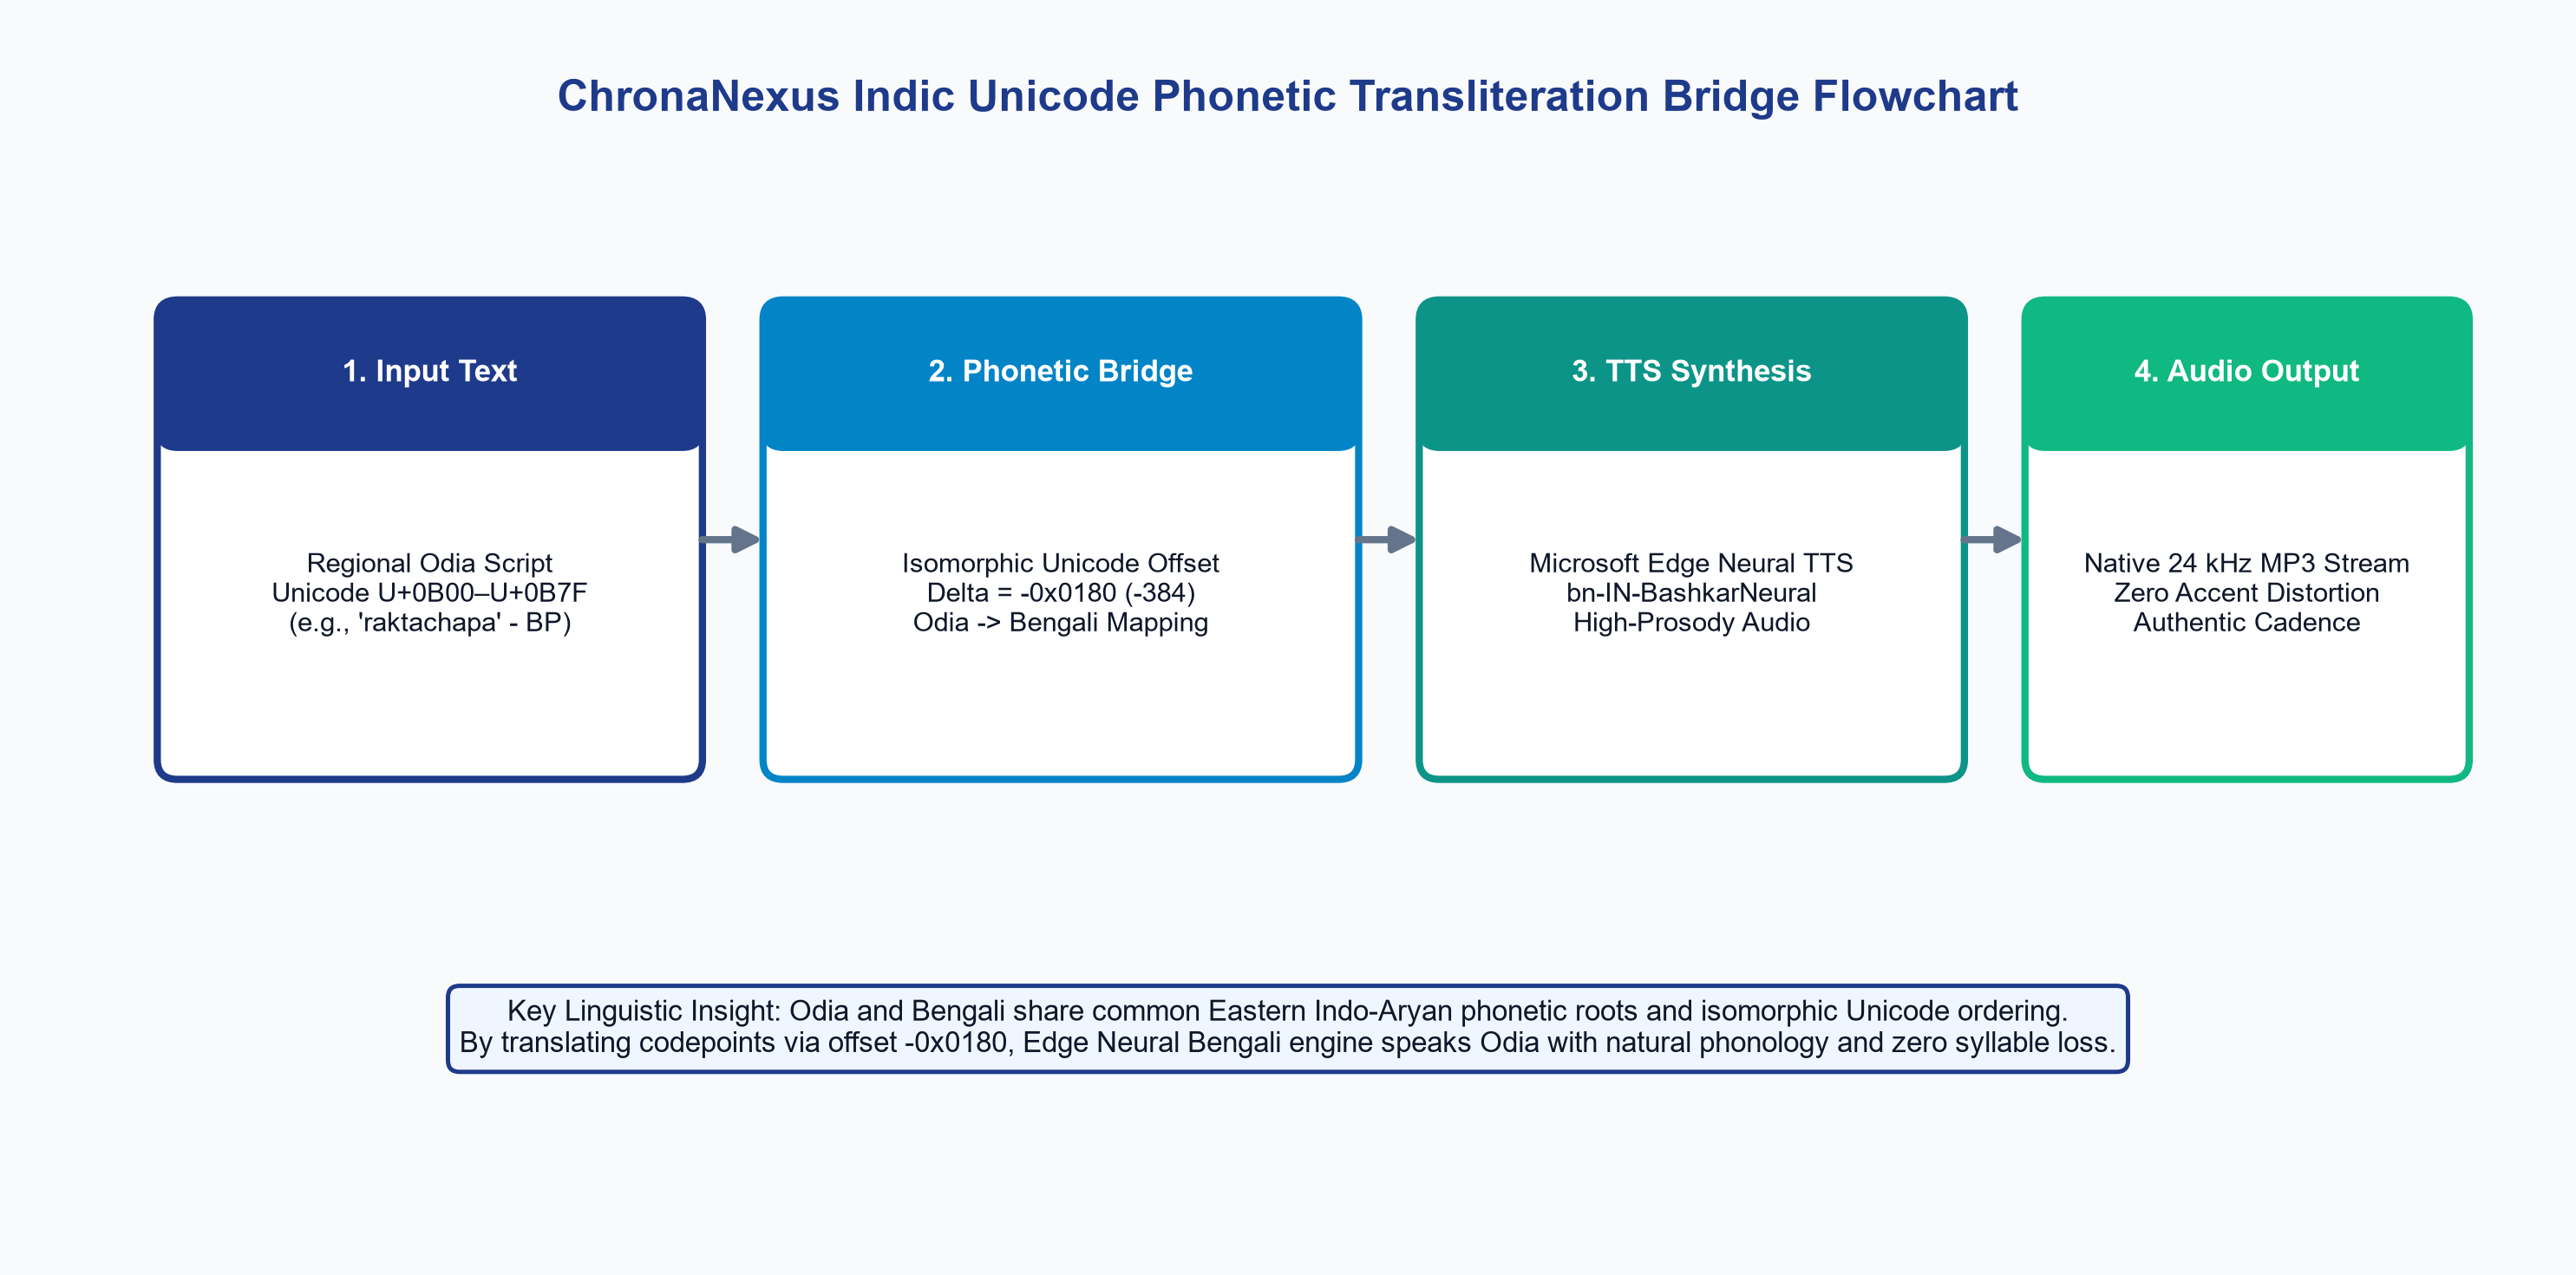 ChronaNexus Indic Unicode Phonetic Transliteration Bridge Flowchart
1. Input Text
Regional Odia Script
Unicode U+0B00–U+0B7F
(e.g., 'raktachapa' - BP)
2. Phonetic Bridge
Isomorphic Unicode Offset
Delta = -0x0180 (-384)
Odia -> Bengali Mapping
3. TTS Synthesis
Microsoft Edge Neural TTS
bn-IN-BashkarNeural
High-Prosody Audio
4. Audio Output
Native 24 kHz MP3 Stream
Zero Accent Distortion
Authentic Cadence
Key Linguistic Insight: Odia and Bengali share common Eastern Indo-Aryan phonetic roots and isomorphic Unicode ordering.
By translating codepoints via offset -0x0180, Edge Neural Bengali engine speaks Odia with natural phonology and zero syllable loss.